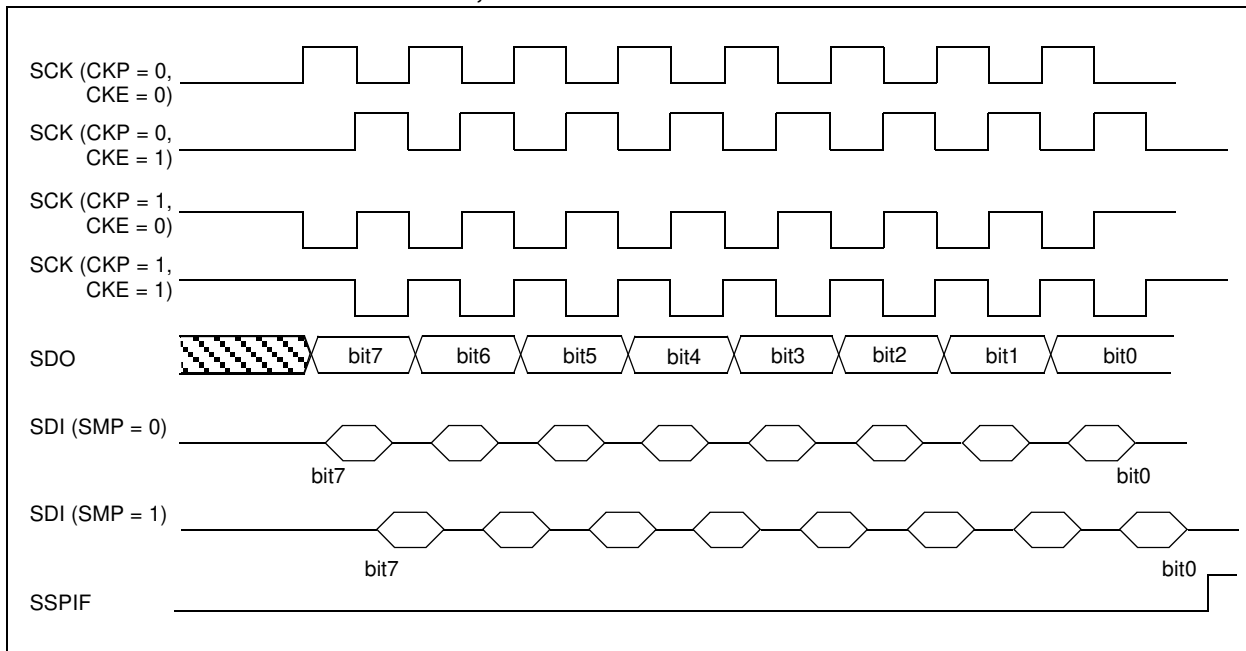 SCK (CKP = 0,
CKE = 0)
SCK (CKP = 0,
CKE = 1)
SCK (CKP = 1,
CKE = 0)
SCK (CKP = 1,
CKE = 1)
SDO bit7 bit6 bit5 bit4 bit3 bit2 bit1 bit0
SDI (SMP = 0)
bit7 bit0
SDI (SMP = 1)
bit7 bit0
SSPIF